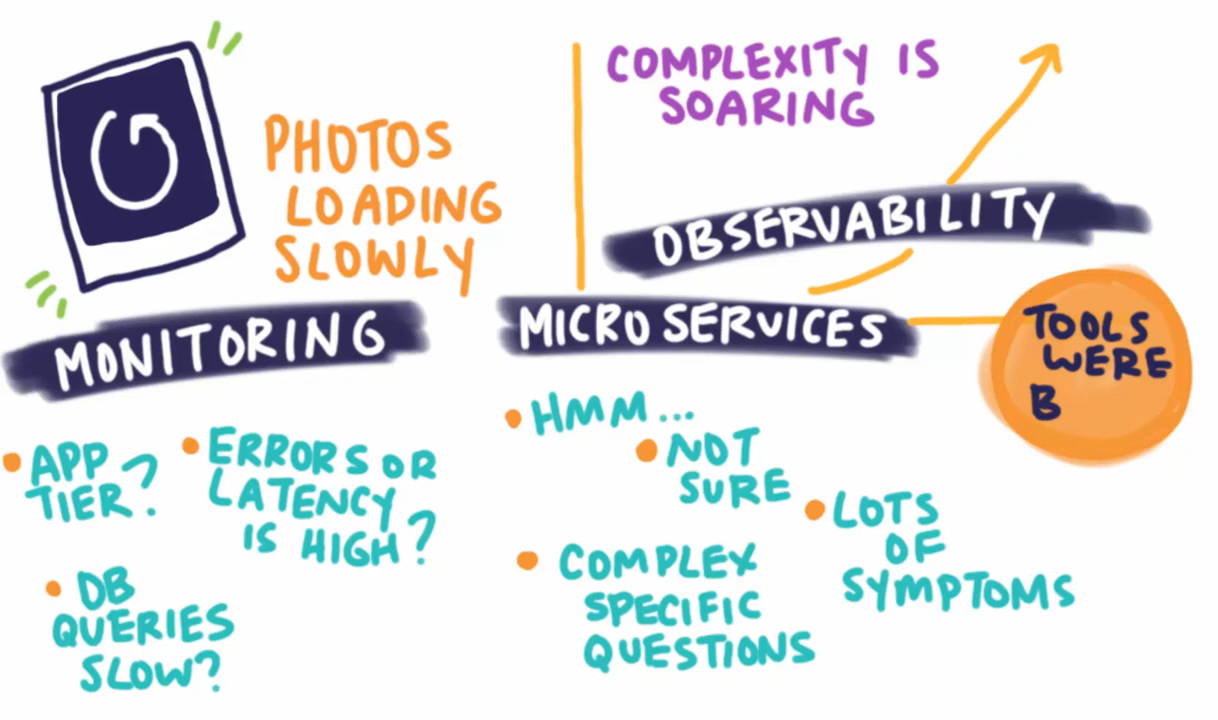 PHOTOS
LOADING
SLOWLY
MONITORING
• APP
TIER?
• ERRORS OR
LATENCY
IS HIGH?
• DB
QUERIES
SLOW?
COMPLEXITY IS
SOARING
OBSERVABILITY
MICRO SERVICES
TOOLS
WERE
B
• HMM...
• NOT
SURE
• LOTS
OF
SYMPTOMS
• COMPLEX
SPECIFIC
QUESTIONS